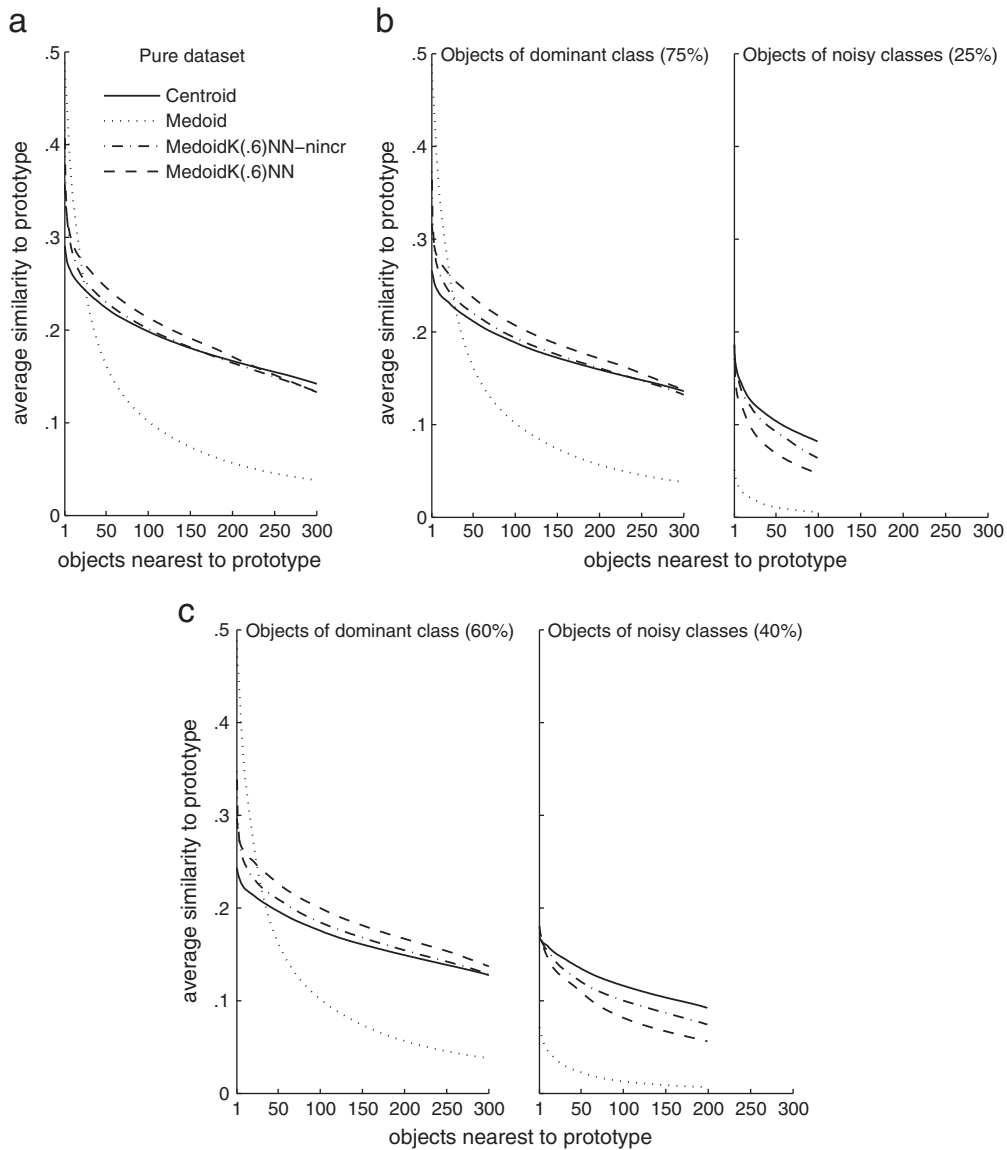 a
Pure dataset
Centroid
Medoid
MedoidK(.6)NN−nincr
MedoidK(.6)NN
.5
.4
.3
.2
.1
0
average similarity to prototype
1 50 100 150 200 250 300
objects nearest to prototype
b
Objects of dominant class (75%)
Objects of noisy classes (25%)
.5
.4
.3
.2
.1
0
average similarity to prototype
1 50 100 150 200 250 300
1 50 100 150 200 250 300
objects nearest to prototype
c
Objects of dominant class (60%)
Objects of noisy classes (40%)
.5
.4
.3
.2
.1
0
average similarity to prototype
1 50 100 150 200 250 300
1 50 100 150 200 250 300
objects nearest to prototype